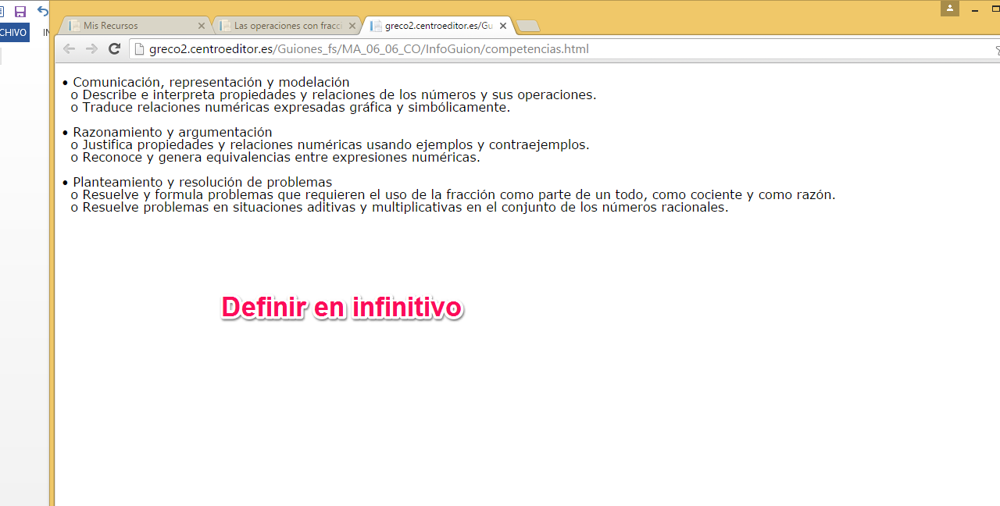 CHIVO
IN
Mis Recursos
Las operaciones con fracci
greco2.centroeditor.es/Gu
greco2.centroeditor.es/Guiones_fs/MA_06_06_CO/InfoGuion/competencias.html
• Comunicación, representación y modelación
o Describe e interpreta propiedades y relaciones de los números y sus operaciones.
o Traduce relaciones numéricas expresadas gráfica y simbólicamente.
• Razonamiento y argumentación
o Justifica propiedades y relaciones numéricas usando ejemplos y contraejemplos.
o Reconoce y genera equivalencias entre expresiones numéricas.
• Planteamiento y resolución de problemas
o Resuelve y formula problemas que requieren el uso de la fracción como parte de un todo, como cociente y como razón.
o Resuelve problemas en situaciones aditivas y multiplicativas en el conjunto de los números racionales.
Definir en infinitivo